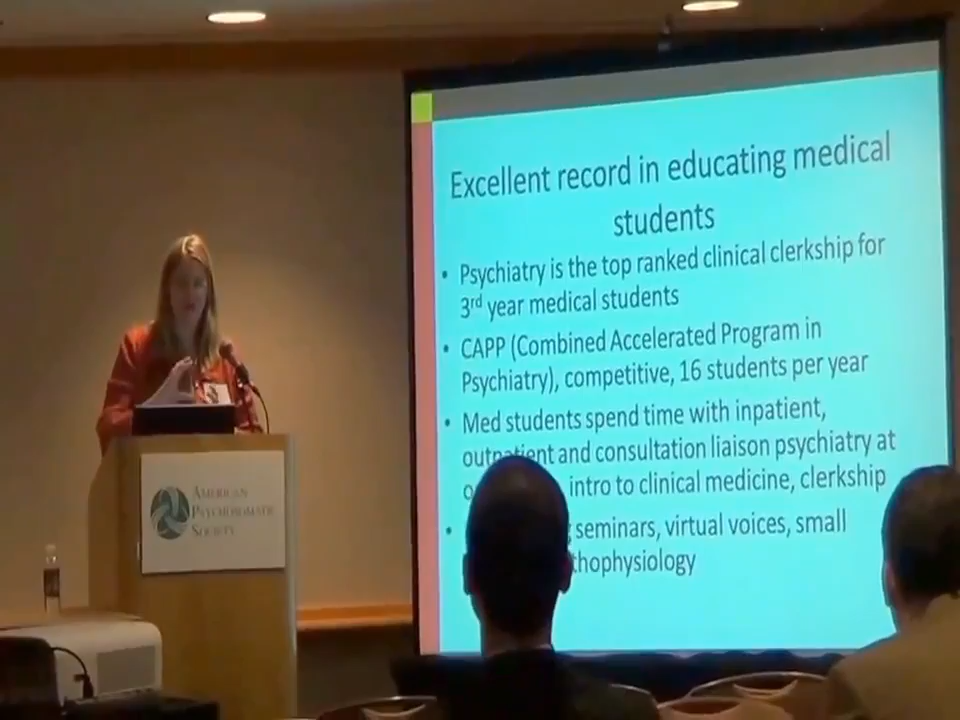 Excellent record in educating medical
students
• Psychiatry is the top ranked clinical clerkship for
3rd year medical students
• CAPP (Combined Accelerated Program in
Psychiatry), competitive, 16 students per year
• Med students spend time with inpatient,
outpatient and consultation liaison psychiatry at
intro to clinical medicine, clerkship
• seminars, virtual voices, small
thophysiology
AMERICAN
PSYCHOSOMATIC
SOCIETY